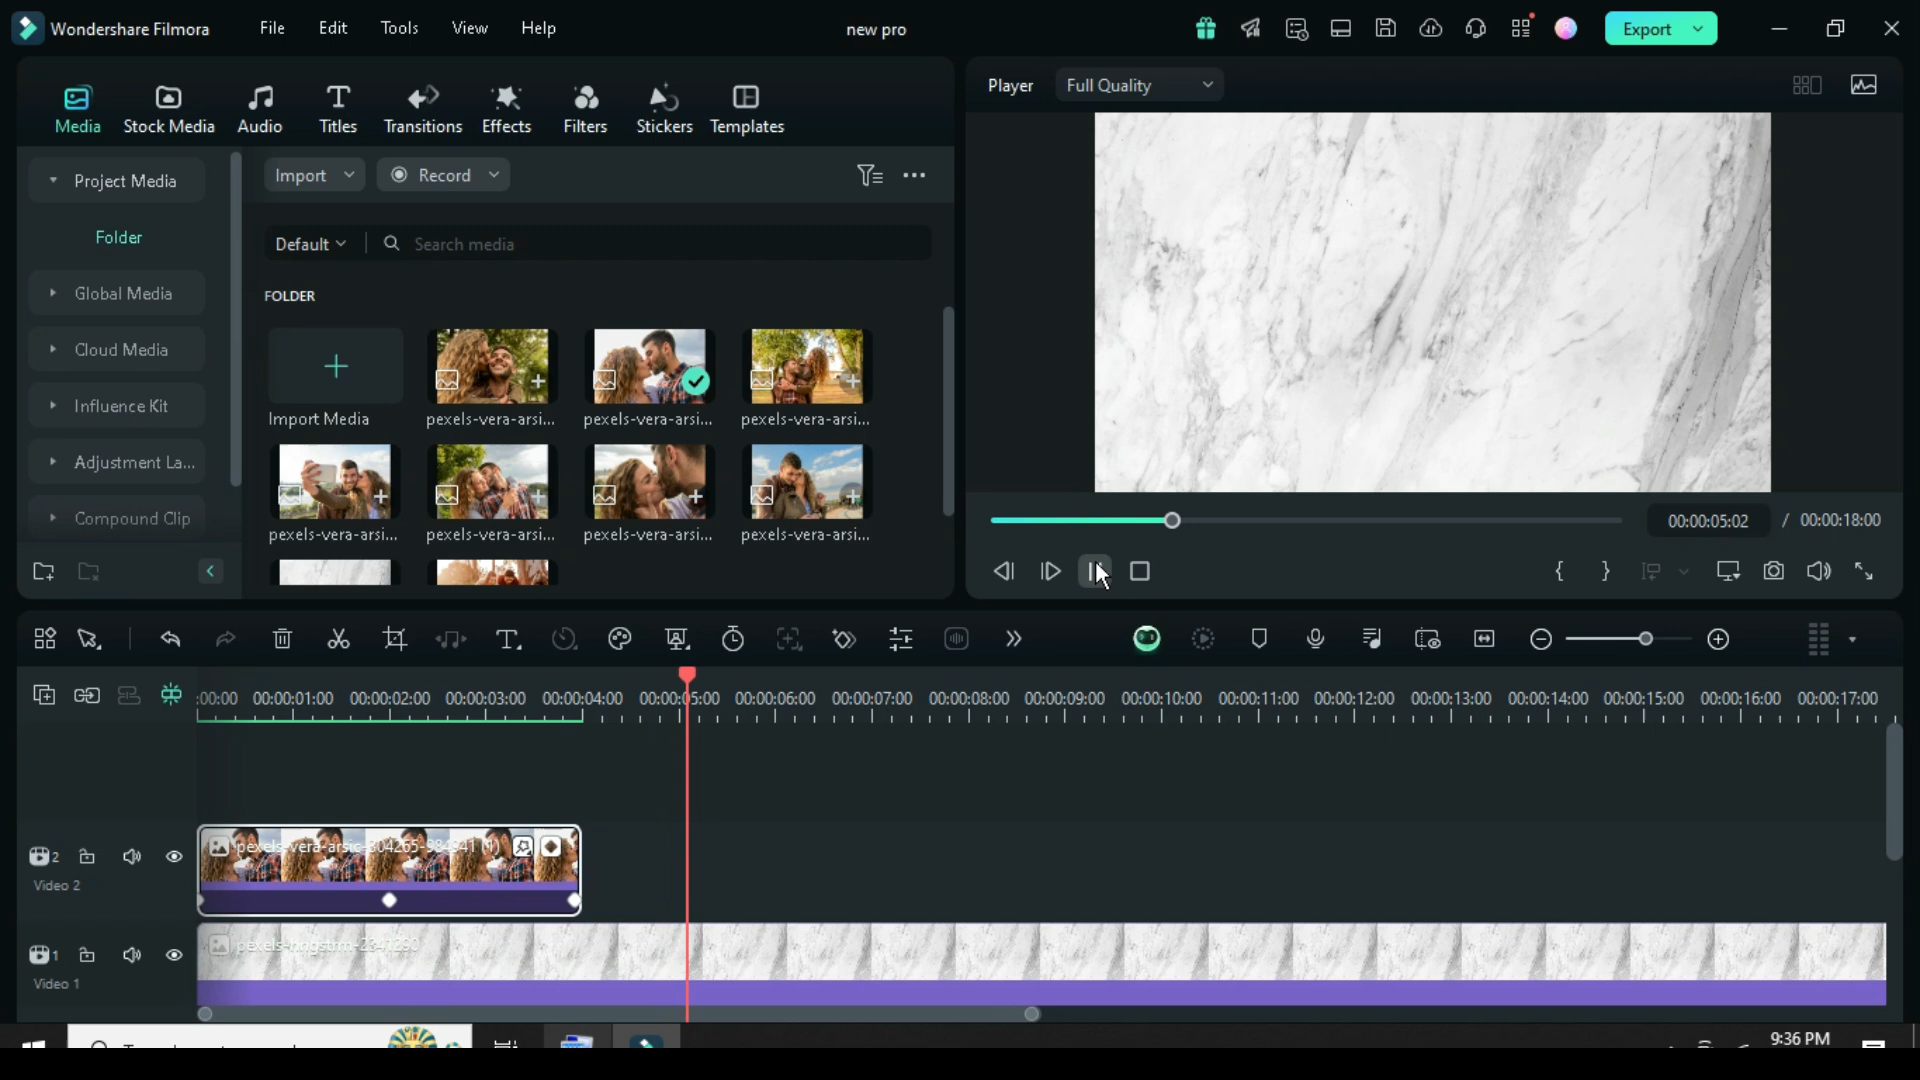 Wondershare Filmora
File Edit Tools View Help
new pro
Export
Media Stock Media Audio Titles Transitions Effects Filters Stickers Templates
Player Full Quality
Project Media
Folder
Global Media
Cloud Media
Influence Kit
Adjustment La...
Compound Clip
Import Record
Default Search media
FOLDER
Import Media pexels-vera-arsi... pexels-vera-arsi... pexels-vera-arsi...
pexels-vera-arsi... pexels-vera-arsi... pexels-vera-arsi... pexels-vera-arsi...
00:00:05:02 / 00:00:18:00
:00:00 00:00:01:00 00:00:02:00 00:00:03:00 00:00:04:00 00:00:05:00 00:00:06:00 00:00:07:00 00:00:08:00 00:00:09:00 00:00:10:00 00:00:11:00 00:00:12:00 00:00:13:00 00:00:14:00 00:00:15:00 00:00:16:00 00:00:17:00
2
pexels-vera-arsic-304265-984941 (1)
Video 2
1
Video 1
9:36 PM